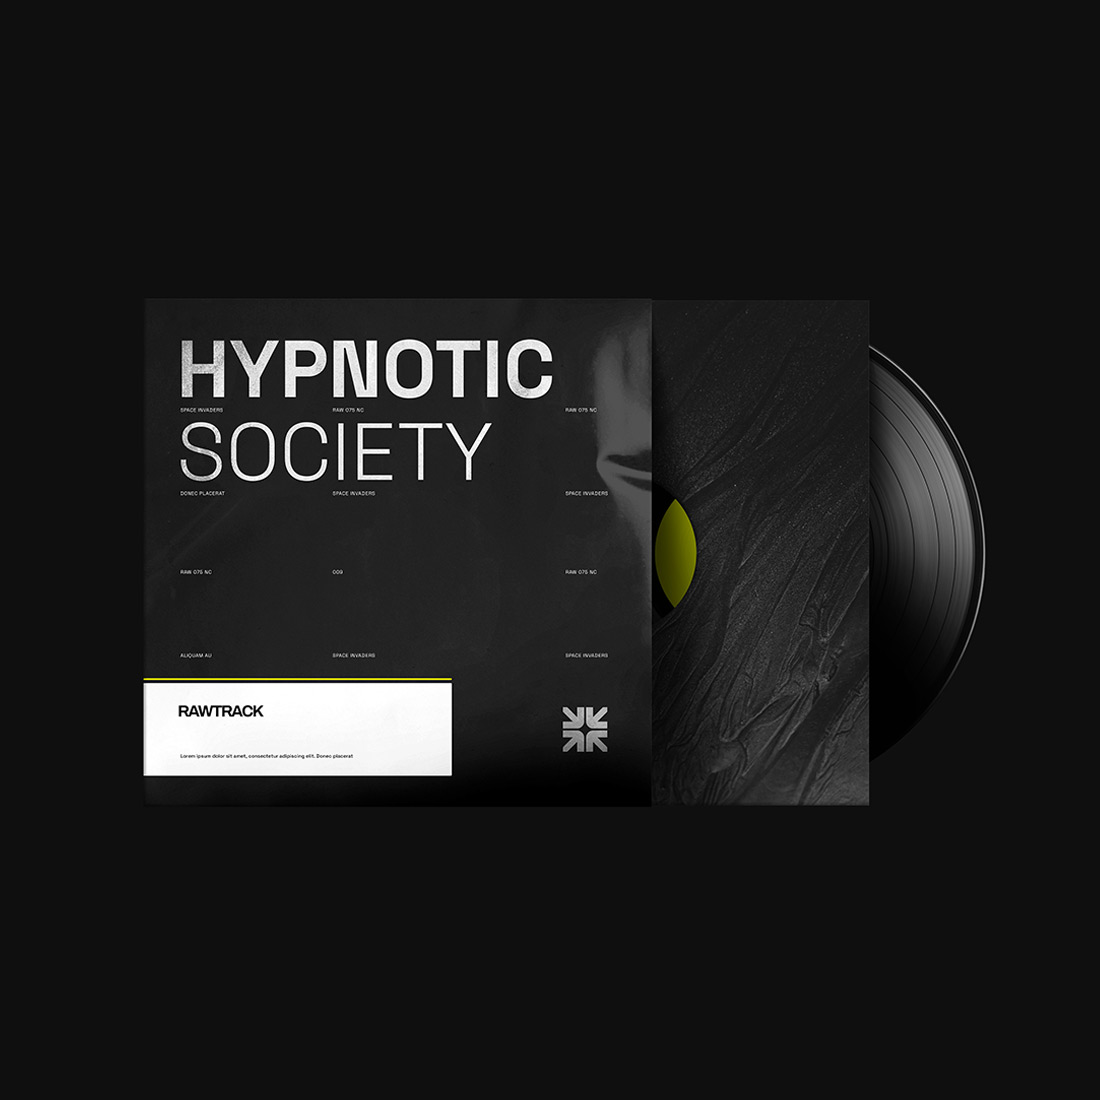 HYPNOTIC
SPACE INVADERS RAW 075 NC RAW 075 NC
SOCIETY
DONEC PLACERAT SPACE INVADERS SPACE INVADERS
RAW 075 NC 009 RAW 075 NC
ALIQUAM AU SPACE INVADERS SPACE INVADERS
RAWTRACK
Lorem ipsum dolor sit amet, consectetur adipiscing elit. Donec placerat